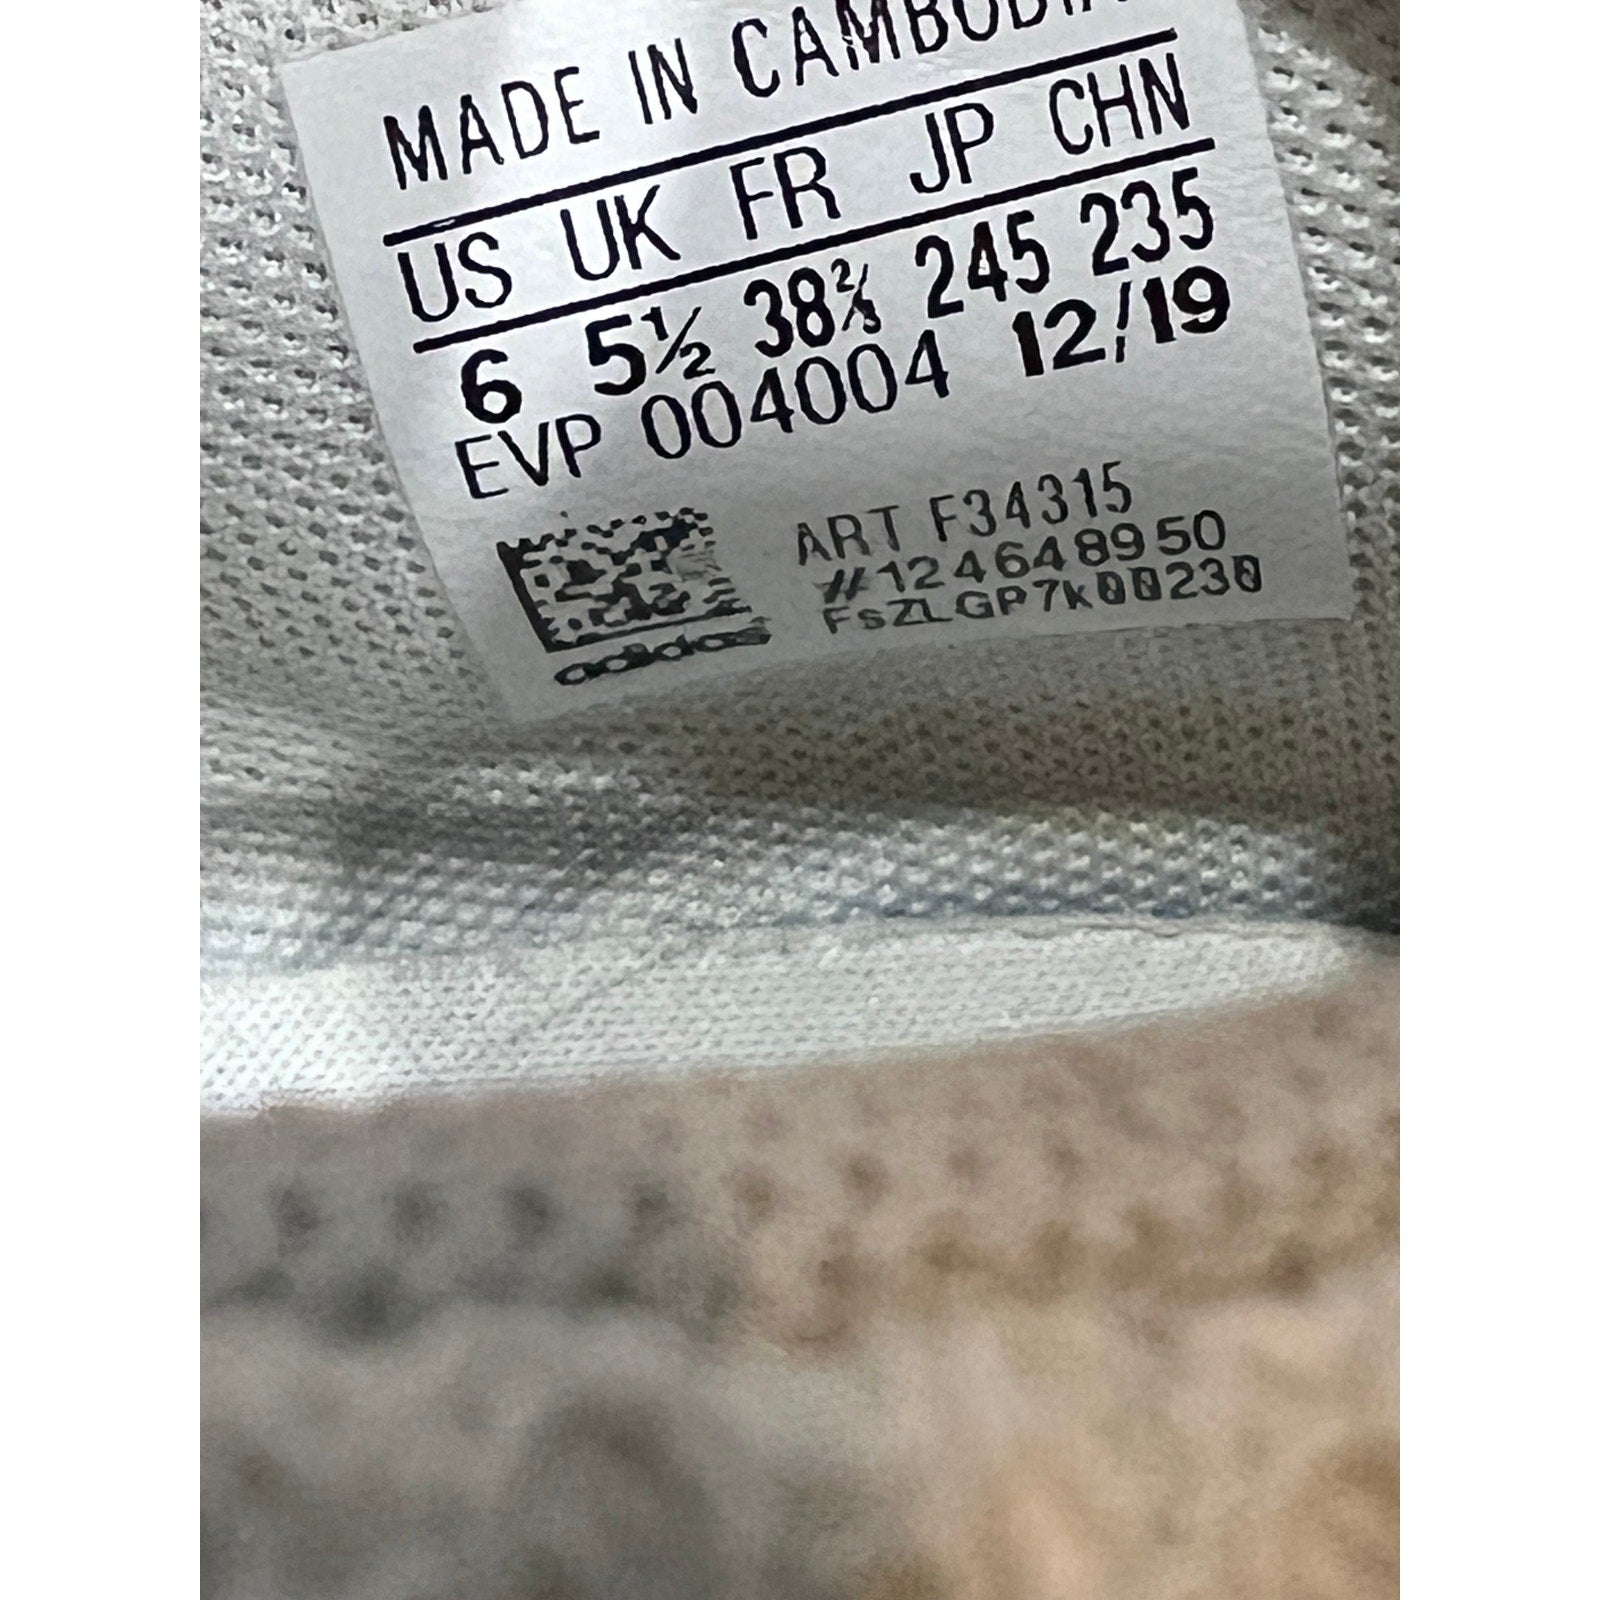 MADE IN CAMBODIA
US UK FR JP CHN
6 5½ 38⅔ 245 235
EVP 004004 12/19
ART F34315
#124648950
FsZLGP7k00230
adidas